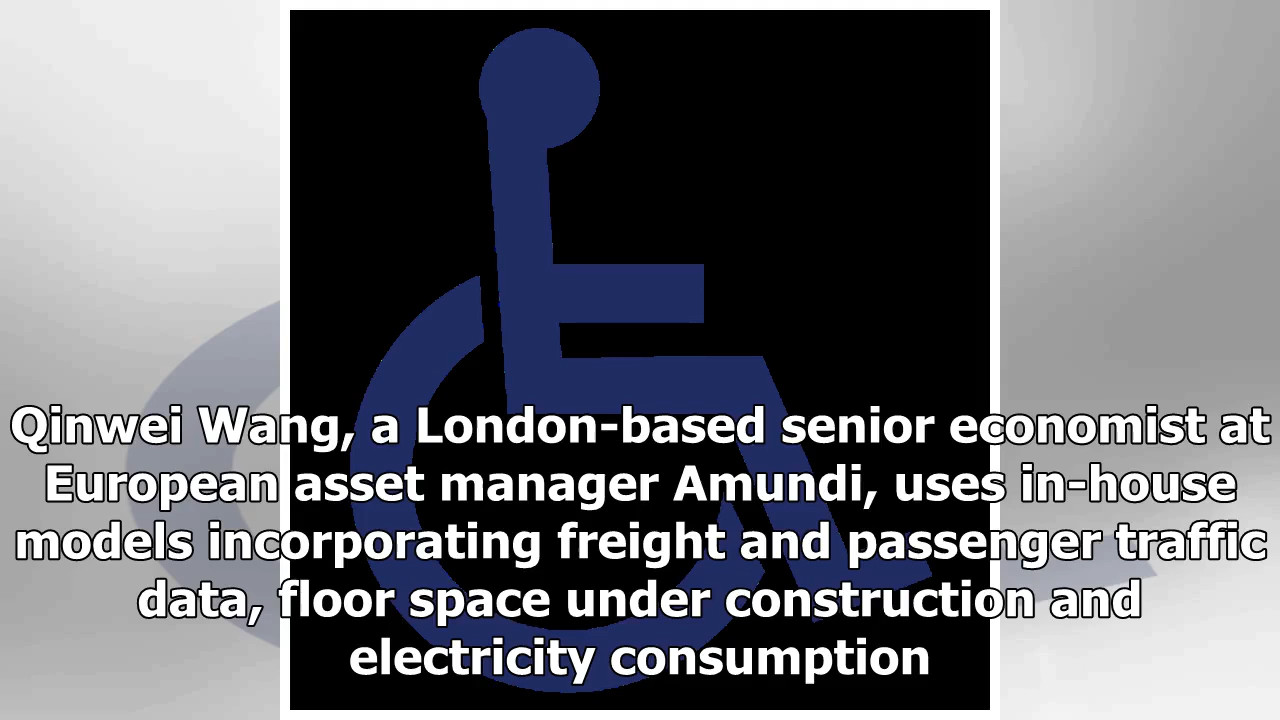 Qinwei Wang, a London-based senior economist at
European asset manager Amundi, uses in-house
models incorporating freight and passenger traffic
data, floor space under construction and
electricity consumption